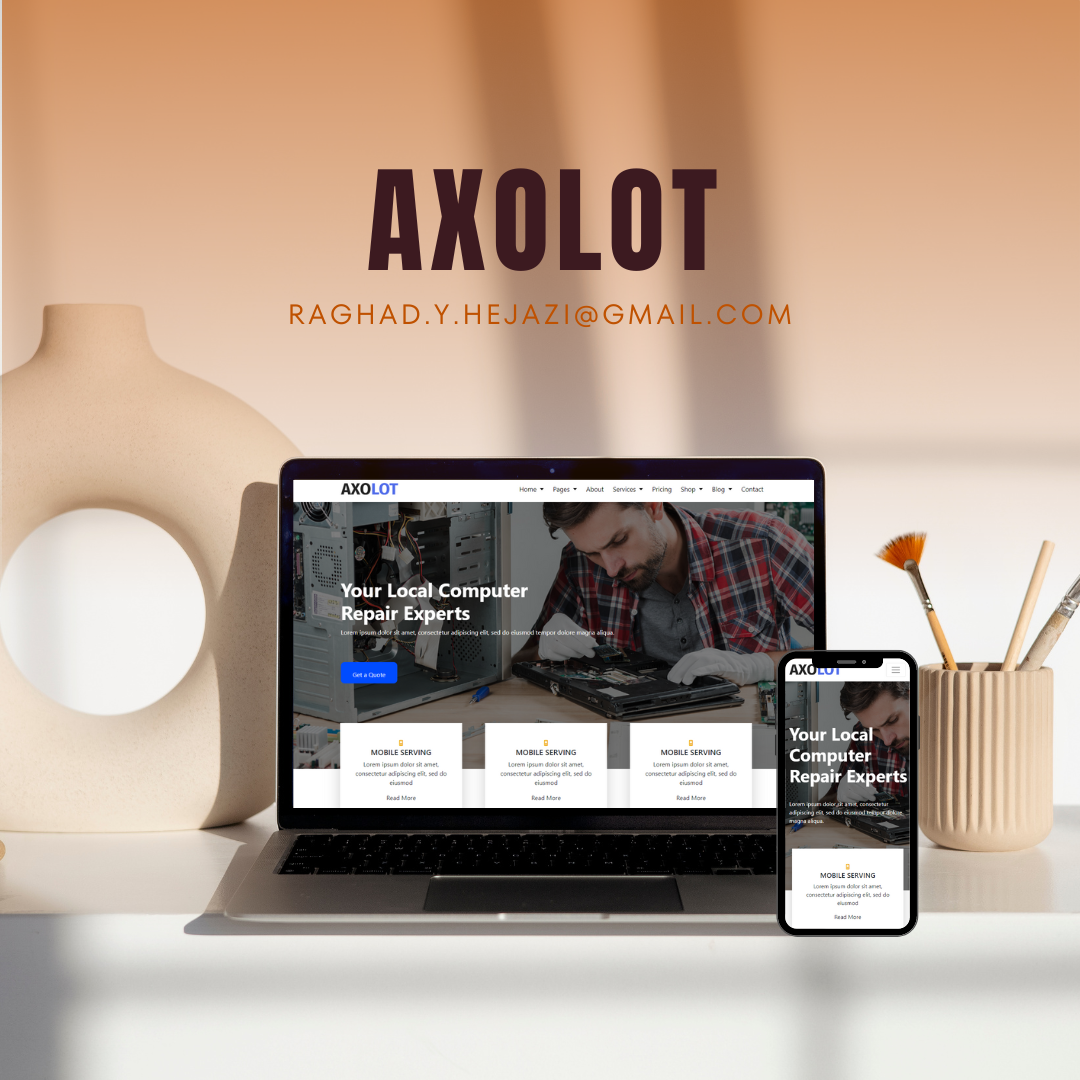 AXOLOT
RAGHAD.Y.HEJAZI@GMAIL.COM
AXOLOT
Home Pages About Services Pricing Shop Blog Contact
Your Local Computer
Repair Experts
Lorem ipsum dolor sit amet, consectetur adipiscing elit, sed do eiusmod tempor dolore magna aliqua.
Get a Quote
MOBILE SERVING
Lorem ipsum dolor sit amet,
consectetur adipiscing elit, sed do
eiusmod
Read More
MOBILE SERVING
Lorem ipsum dolor sit amet,
consectetur adipiscing elit, sed do
eiusmod
Read More
MOBILE SERVING
Lorem ipsum dolor sit amet,
consectetur adipiscing elit, sed do
eiusmod
Read More
AXOLOT
Your Local
Computer
Repair Experts
Lorem ipsum dolor sit amet, consectetur
adipiscing elit, sed do eiusmod tempor dolore
magna aliqua.
MOBILE SERVING
Lorem ipsum dolor sit amet,
consectetur adipiscing elit, sed do
eiusmod
Read More